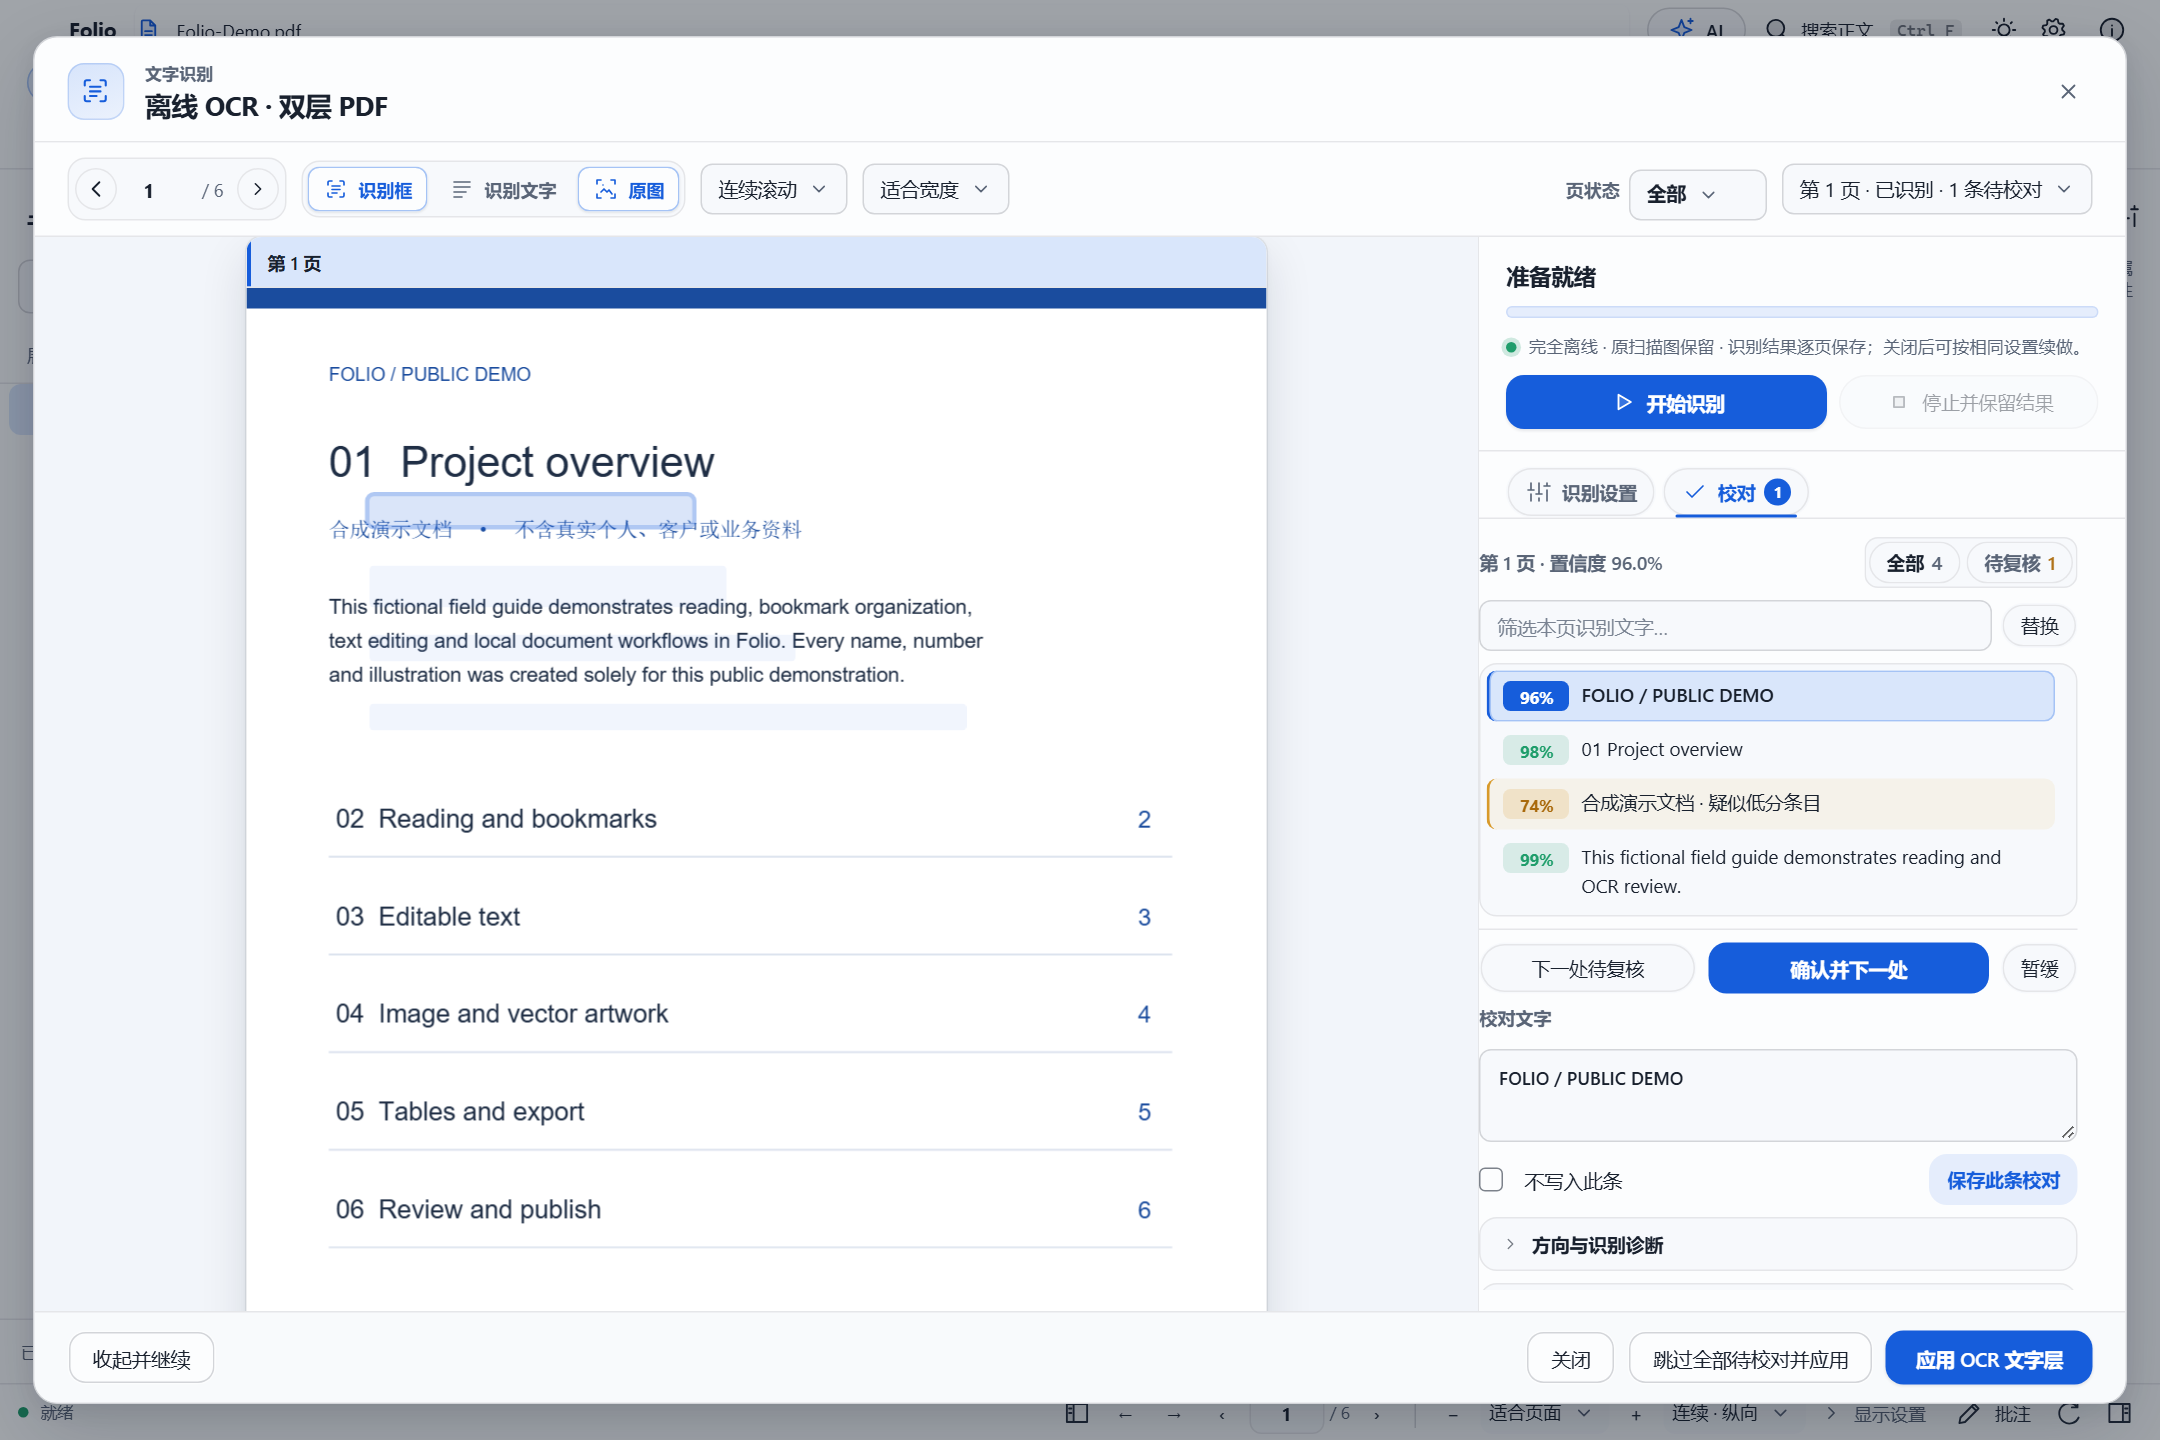 Folio Folio-Demo.pdf AI 搜索正文 Ctrl F
文字识别
离线 OCR · 双层 PDF
1 / 6 识别框 识别文字 原图 连续滚动 适合宽度 页状态 全部 第 1 页 · 已识别 · 1 条待校对
第 1 页
FOLIO / PUBLIC DEMO
01 Project overview
合成演示文档 • 不含真实个人、客户或业务资料
This fictional field guide demonstrates reading, bookmark organization,
text editing and local document workflows in Folio. Every name, number
and illustration was created solely for this public demonstration.
02 Reading and bookmarks 2
03 Editable text 3
04 Image and vector artwork 4
05 Tables and export 5
06 Review and publish 6
准备就绪
完全离线 · 原扫描图保留 · 识别结果逐页保存；关闭后可按相同设置续做。
开始识别 停止并保留结果
识别设置 校对 1
第 1 页 · 置信度 96.0% 全部 4 待复核 1
筛选本页识别文字... 替换
96% FOLIO / PUBLIC DEMO
98% 01 Project overview
74% 合成演示文档 · 疑似低分条目
99% This fictional field guide demonstrates reading and
OCR review.
下一处待复核 确认并下一处 暂缓
校对文字
FOLIO / PUBLIC DEMO
不写入此条 保存此条校对
方向与识别诊断
收起并继续 关闭 跳过全部待校对并应用 应用 OCR 文字层
就绪 1 / 6 适合页面 连续 · 纵向 显示设置 批注